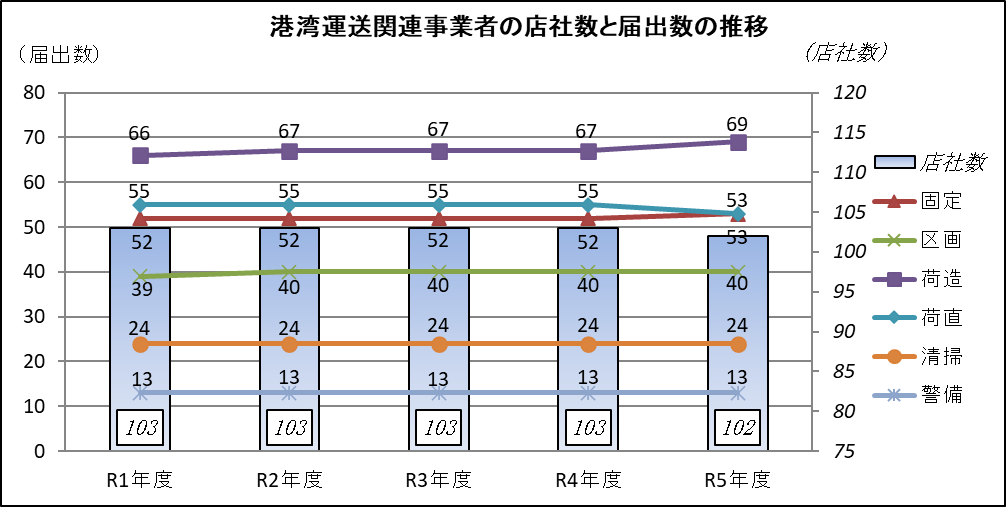 港湾運送関連事業者の店社数と届出数の推移
（届出数）
（店社数）
80
70
60
50
40
30
20
10
0
120
115
110
105
100
95
90
85
80
75
66 67 67 67 69
55 55 55 55 53
52 52 52 52 53
39 40 40 40 40
24 24 24 24 24
13 13 13 13 13
103 103 103 103 102
R1年度 R2年度 R3年度 R4年度 R5年度
店社数
固定
区画
荷造
荷直
清掃
警備